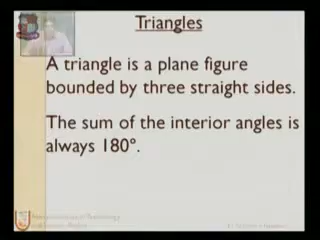 Triangles
A triangle is a plane figure
bounded by three straight sides.
The sum of the interior angles is
always 180°.